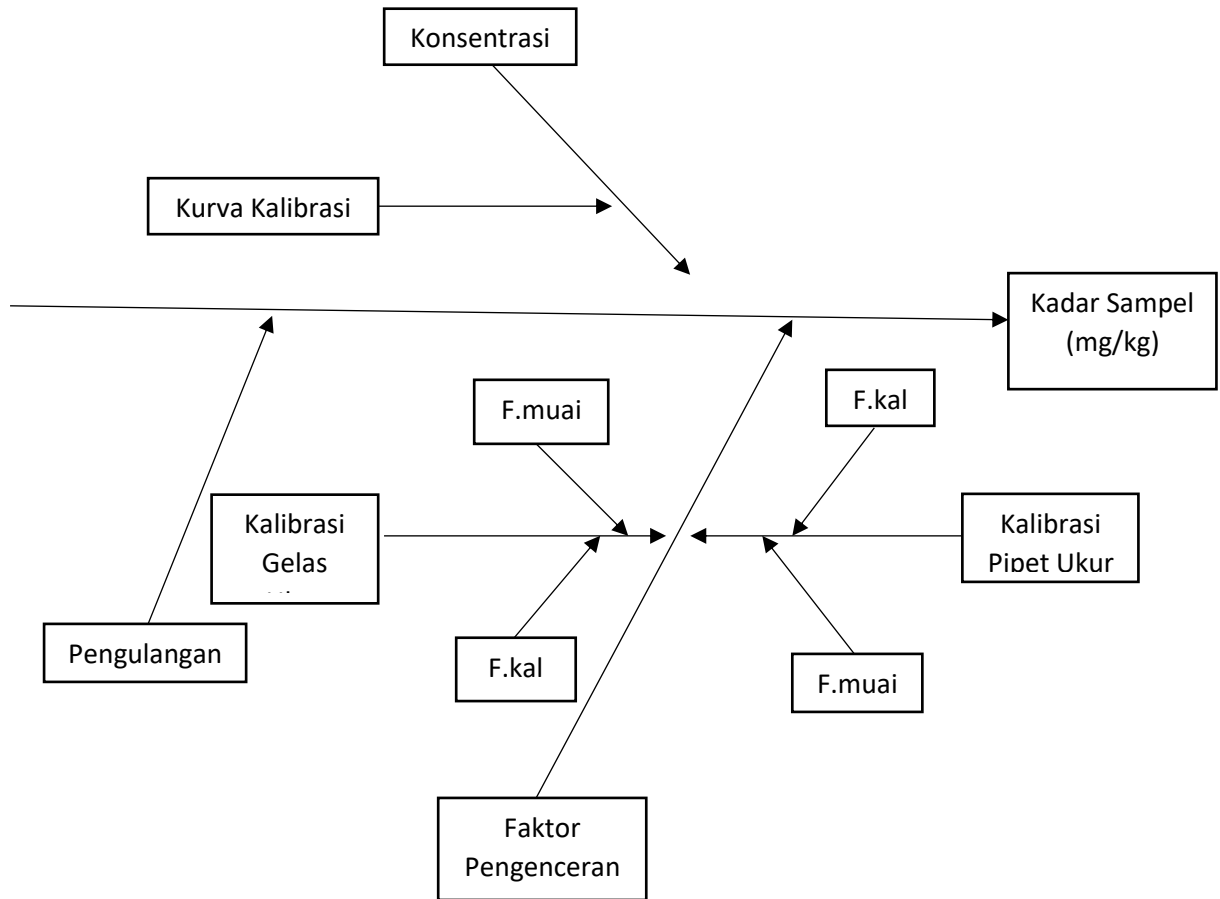 Konsentrasi
Kurva Kalibrasi
Kadar Sampel
(mg/kg)
F.muai
F.kal
Kalibrasi
Gelas
Kalibrasi
Pipet Ukur
Pengulangan
F.kal
F.muai
Faktor
Pengenceran